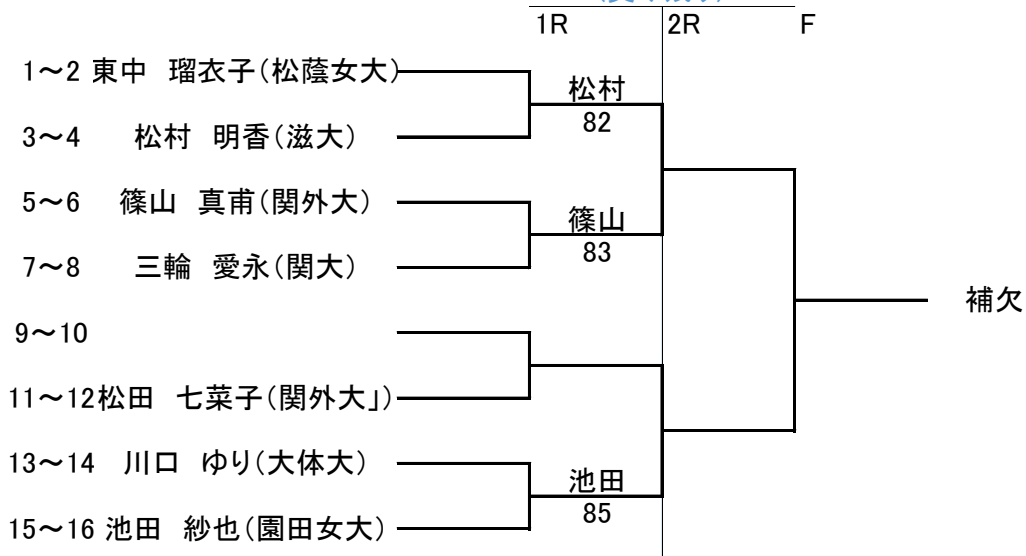 1R 2R F
1～2 東中 瑠衣子(松蔭女大)
松村
82
3～4 松村 明香(滋大)
5～6 篠山 真甫(関外大)
篠山
83
7～8 三輪 愛永(関大)
補欠
9～10
11～12松田 七菜子(関外大」)
13～14 川口 ゆり(大体大)
池田
85
15～16 池田 紗也(園田女大)